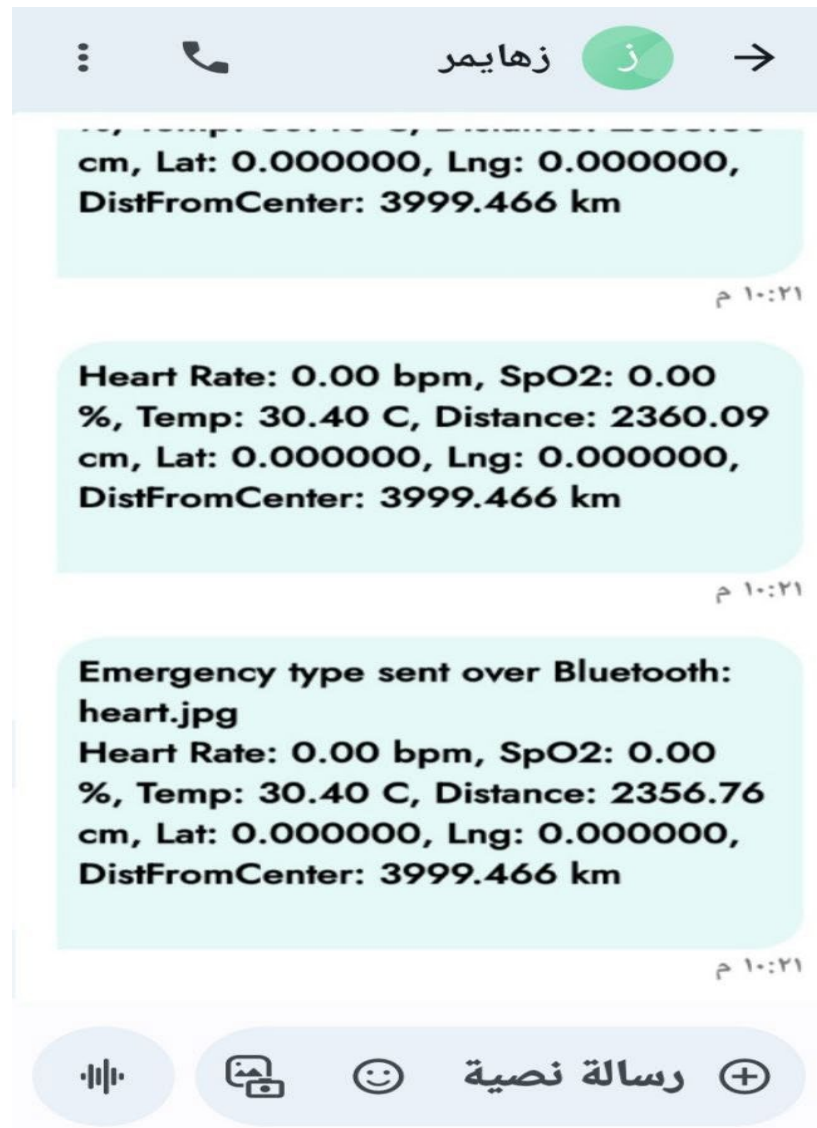 زهايمر
ز
cm, Lat: 0.000000, Lng: 0.000000,
DistFromCenter: 3999.466 km
١٠:٢١ م
Heart Rate: 0.00 bpm, SpO2: 0.00
%, Temp: 30.40 C, Distance: 2360.09
cm, Lat: 0.000000, Lng: 0.000000,
DistFromCenter: 3999.466 km
١٠:٢١ م
Emergency type sent over Bluetooth:
heart.jpg
Heart Rate: 0.00 bpm, SpO2: 0.00
%, Temp: 30.40 C, Distance: 2356.76
cm, Lat: 0.000000, Lng: 0.000000,
DistFromCenter: 3999.466 km
١٠:٢١ م
رسالة نصية